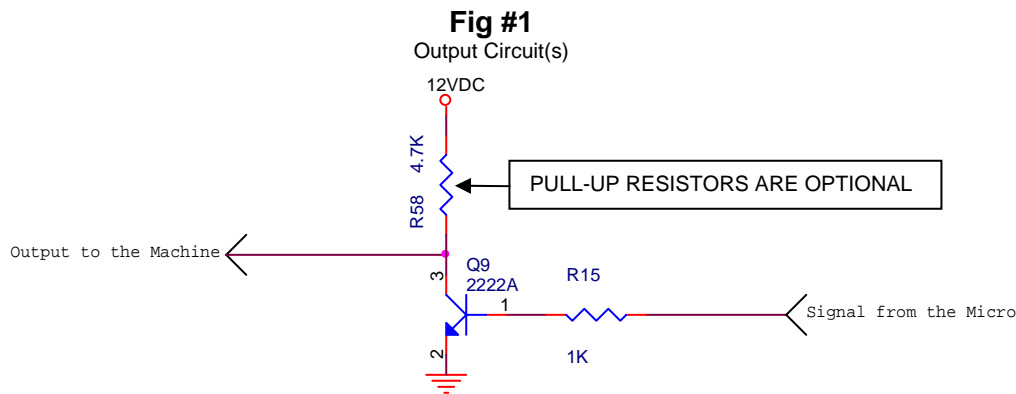 Fig #1
Output Circuit(s)
12VDC
4.7K
R58
PULL-UP RESISTORS ARE OPTIONAL
Output to the Machine
3
Q9
2222A
1
R15
1K
Signal from the Micro
2